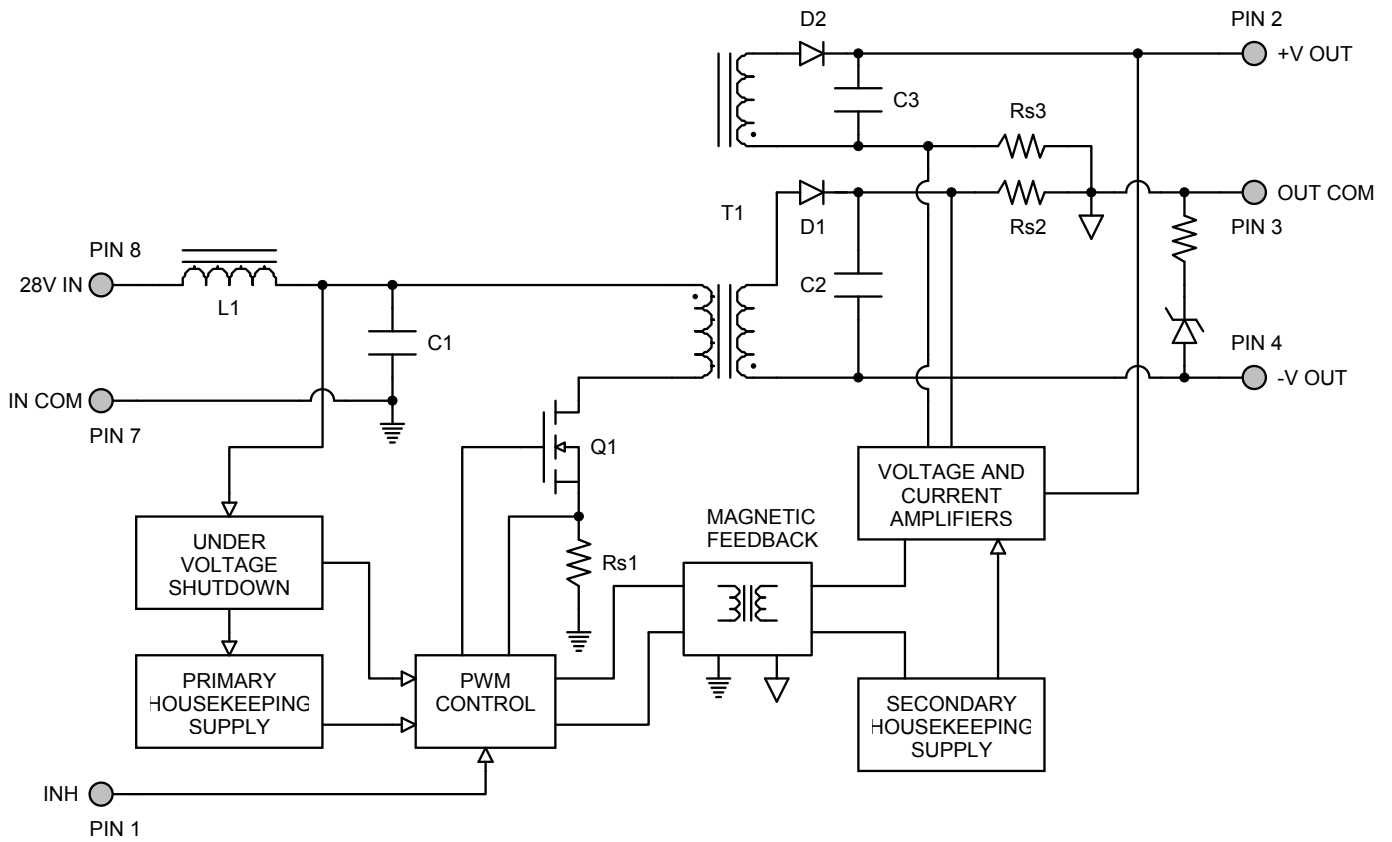 D2
PIN 2
+V OUT
C3
Rs3
T1
D1
Rs2
OUT COM
PIN 3
PIN 8
28V IN
L1
C2
C1
PIN 4
-V OUT
IN COM
PIN 7
Q1
VOLTAGE AND
CURRENT
AMPLIFIERS
MAGNETIC
FEEDBACK
UNDER
VOLTAGE
SHUTDOWN
Rs1
PRIMARY
HOUSEKEEPING
SUPPLY
PWM
CONTROL
SECONDARY
HOUSEKEEPING
SUPPLY
INH
PIN 1